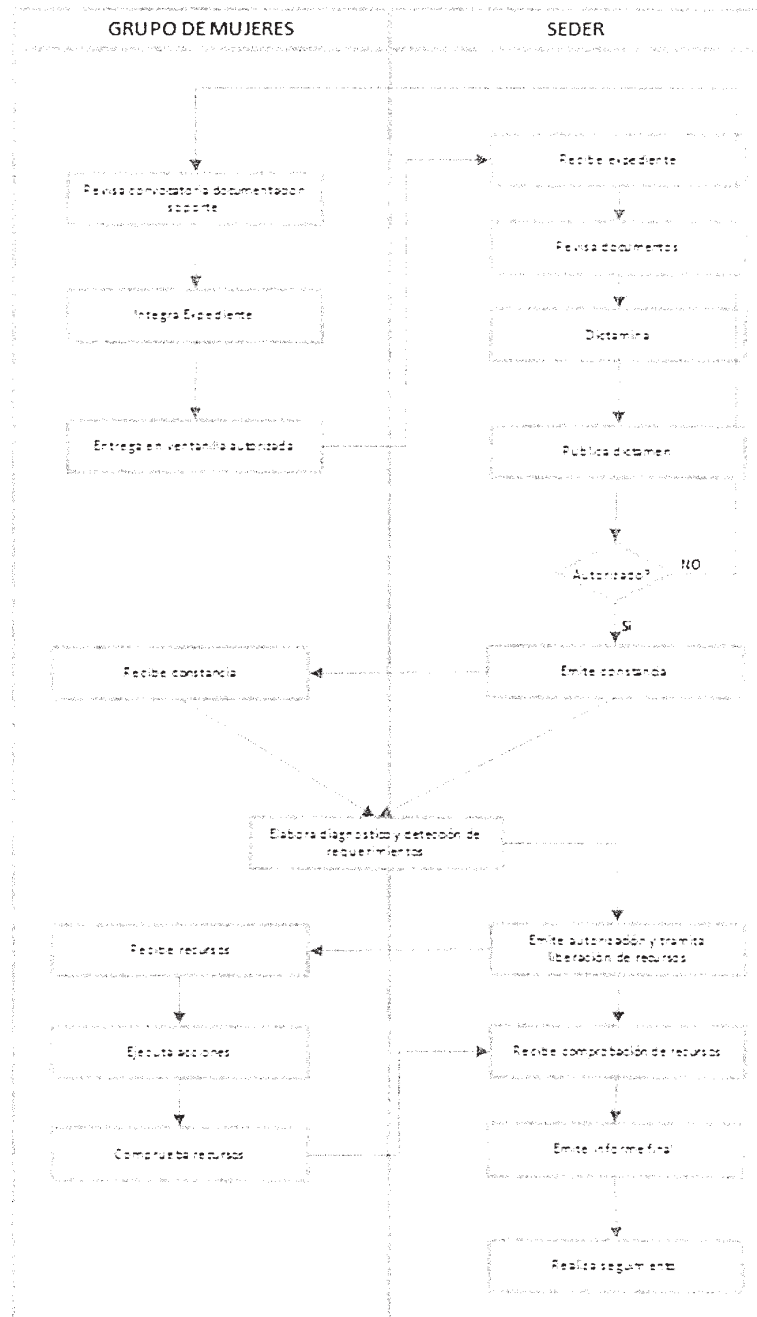 GRUPO DE MUJERES
SEDER
Revisa convocatoria documentación
soporte
Integra Expediente
Entrega en ventanilla autorizada
Recibe expediente
Revisa documentos
Dictamina
Publica dictamen
Autorizado?
NO
Si
Emite constancia
Recibe constancia
Elabora diagnostico y detección de
requerimientos
Emite autorización y tramita
liberación de recursos
Recibe recursos
Ejecuta acciones
Comprueba recursos
Recibe comprobación de recursos
Emite informe final
Realiza seguimiento